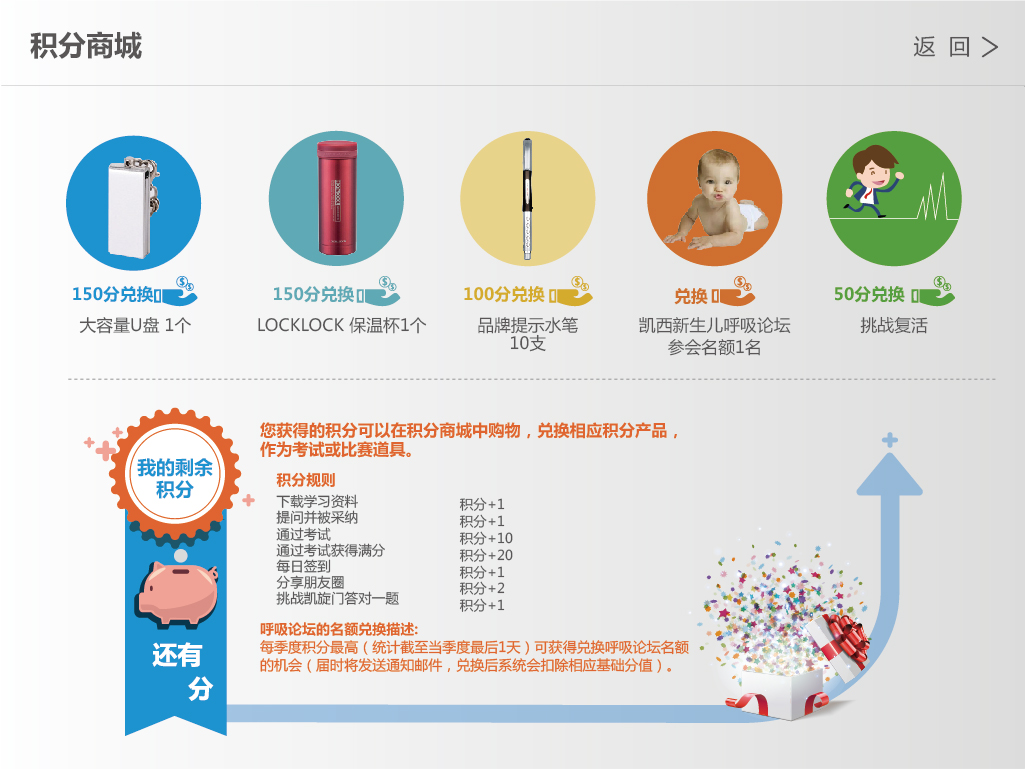 积分商城
返 回
150分兑换
大容量U盘 1个
150分兑换
LOCKLOCK 保温杯1个
100分兑换
品牌提示水笔
10支
兑换
凯西新生儿呼吸论坛
参会名额1名
50分兑换
挑战复活
我的剩余
积分
还有
分
您获得的积分可以在积分商城中购物，兑换相应积分产品，
作为考试或比赛道具。
积分规则
下载学习资料 积分+1
提问并被采纳 积分+1
通过考试 积分+10
通过考试获得满分 积分+20
每日签到 积分+1
分享朋友圈 积分+2
挑战凯旋门答对一题 积分+1
呼吸论坛的名额兑换描述:
每季度积分最高（统计截至当季度最后1天）可获得兑换呼吸论坛名额
的机会（届时将发送通知邮件，兑换后系统会扣除相应基础分值）。